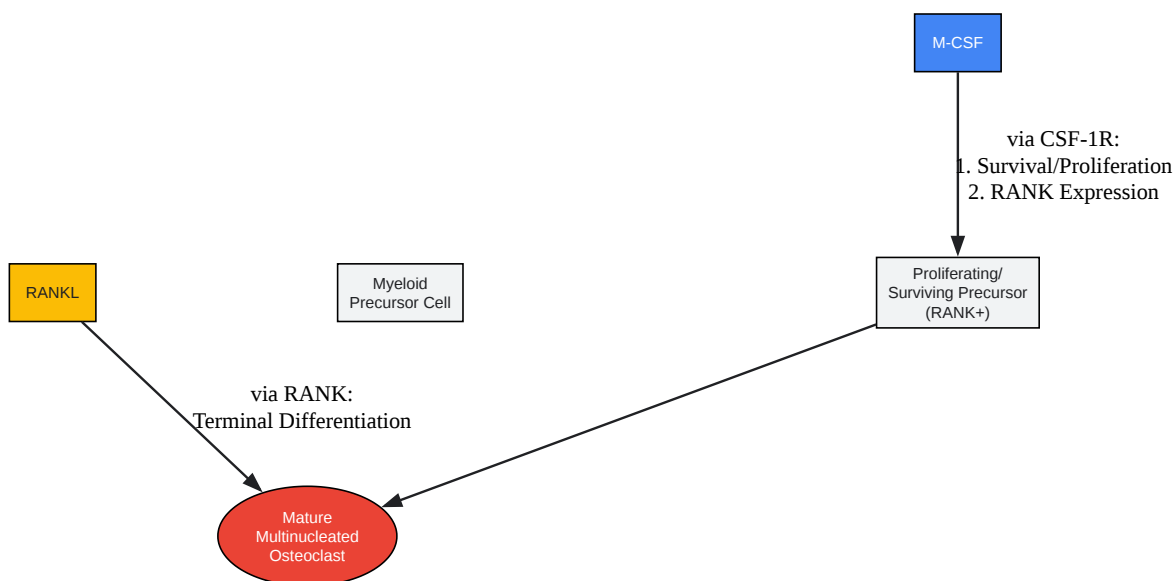 M-CSF
via CSF-1R:
1. Survival/Proliferation
2. RANK Expression
RANKL
Myeloid
Precursor Cell
Proliferating/
Surviving Precursor
(RANK+)
via RANK:
Terminal Differentiation
Mature
Multinucleated
Osteoclast